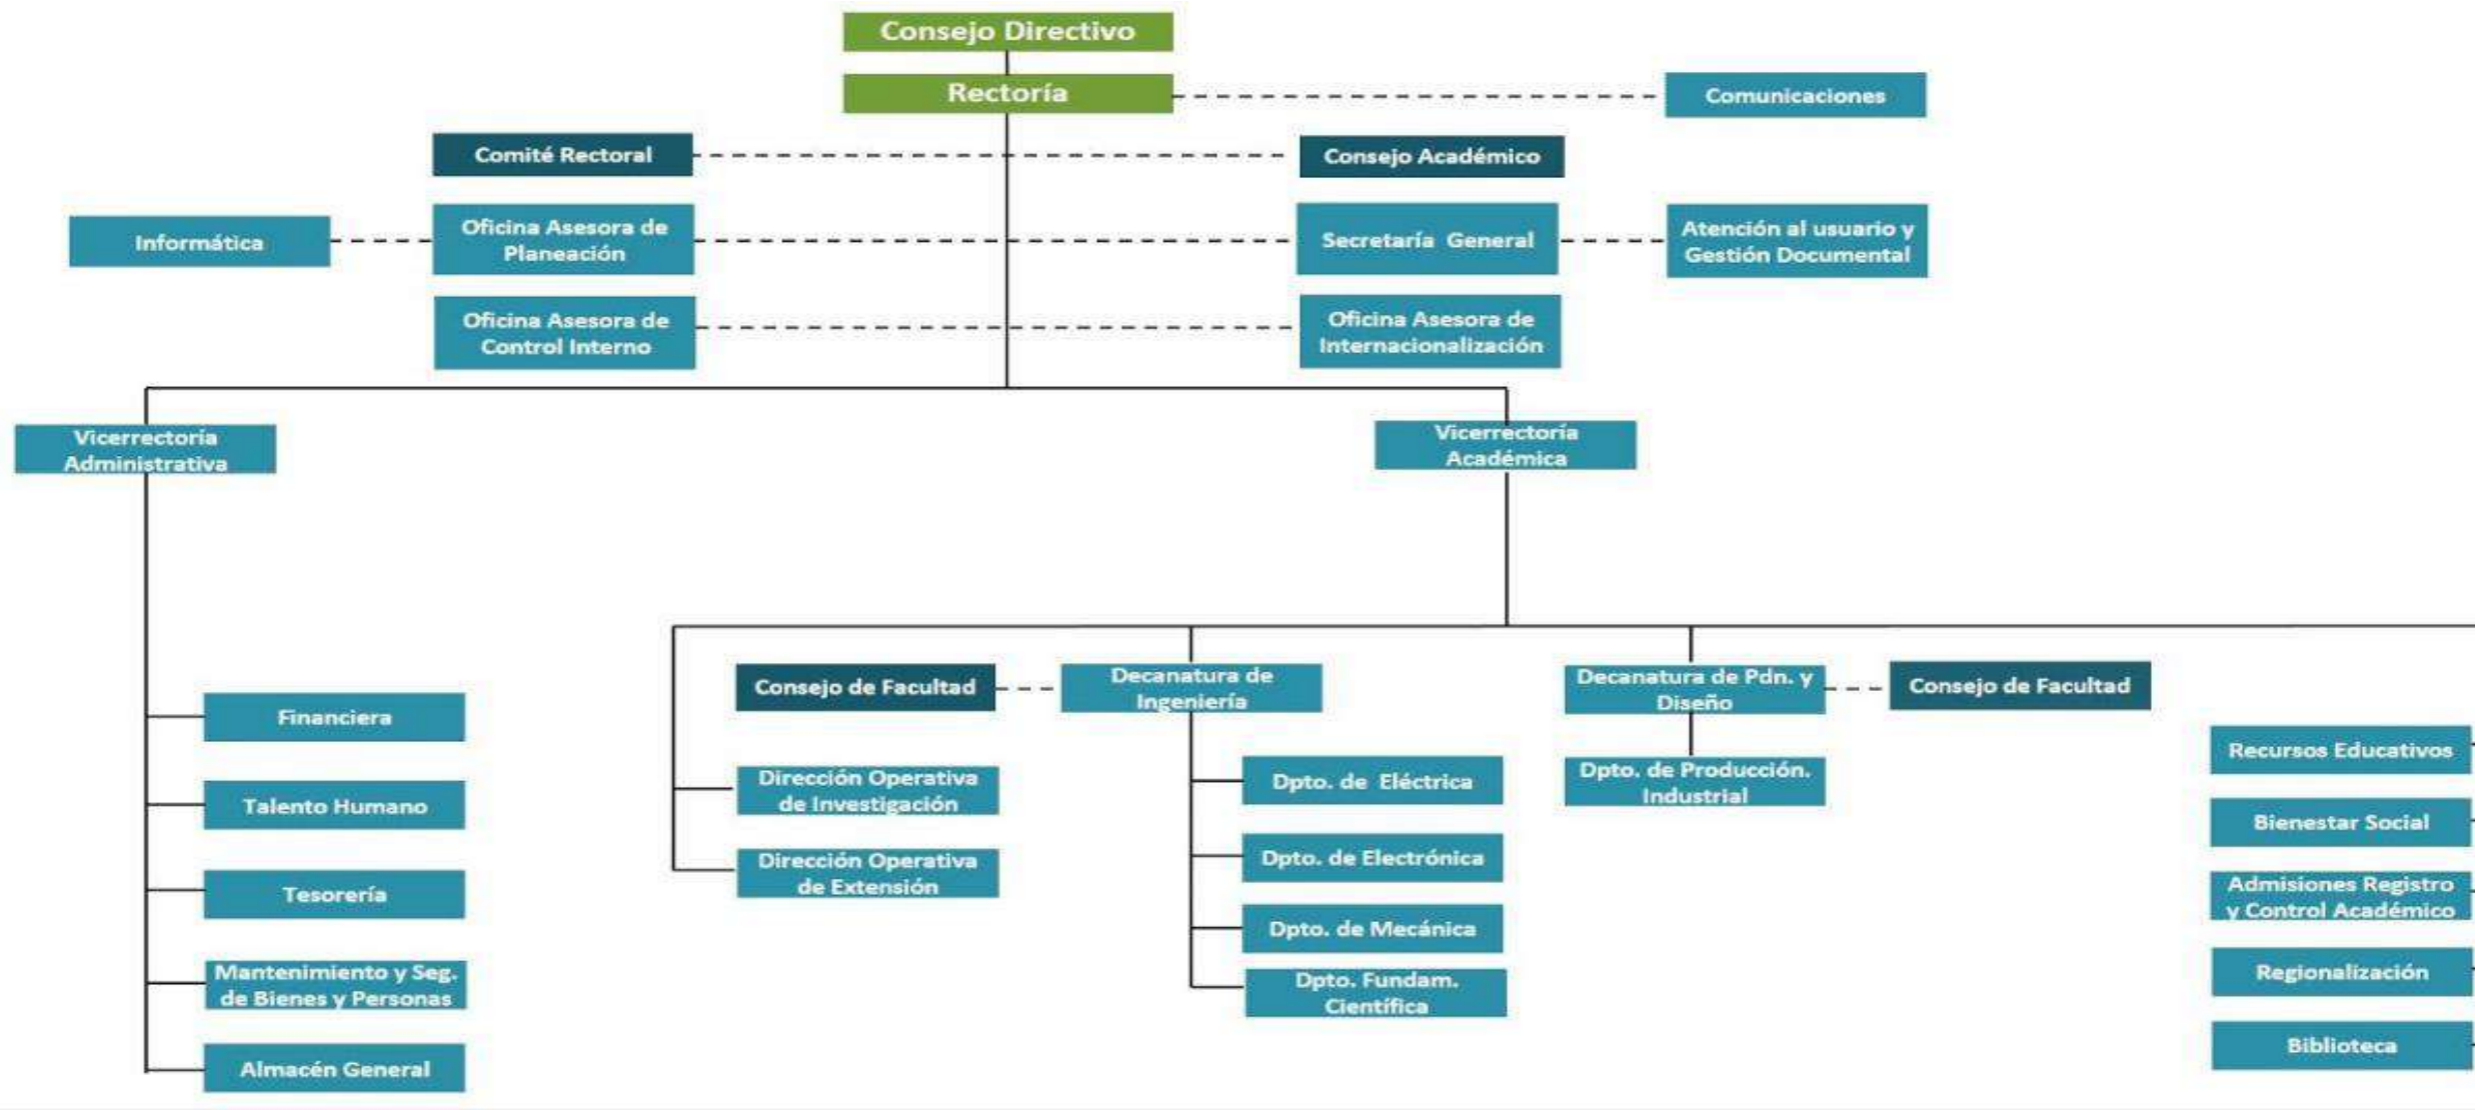 Consejo Directivo
Rectoría
Comunicaciones
Comité Rectoral
Consejo Académico
Informática
Oficina Asesora de
Planeación
Secretaría General
Atención al usuario y
Gestión Documental
Oficina Asesora de
Control Interno
Oficina Asesora de
Internacionalización
Vicerrectoría
Administrativa
Vicerrectoría
Académica
Financiera
Talento Humano
Tesorería
Mantenimiento y Seg.
de Bienes y Personas
Almacén General
Consejo de Facultad
Dirección Operativa
de Investigación
Dirección Operativa
de Extensión
Decanatura de
Ingeniería
Dpto. de Eléctrica
Dpto. de Electrónica
Dpto. de Mecánica
Dpto. Fundam.
Científica
Decanatura de Pdn. y
Diseño
Dpto. de Producción.
Industrial
Consejo de Facultad
Recursos Educativos
Bienestar Social
Admisiones Registro
y Control Académico
Regionalización
Biblioteca